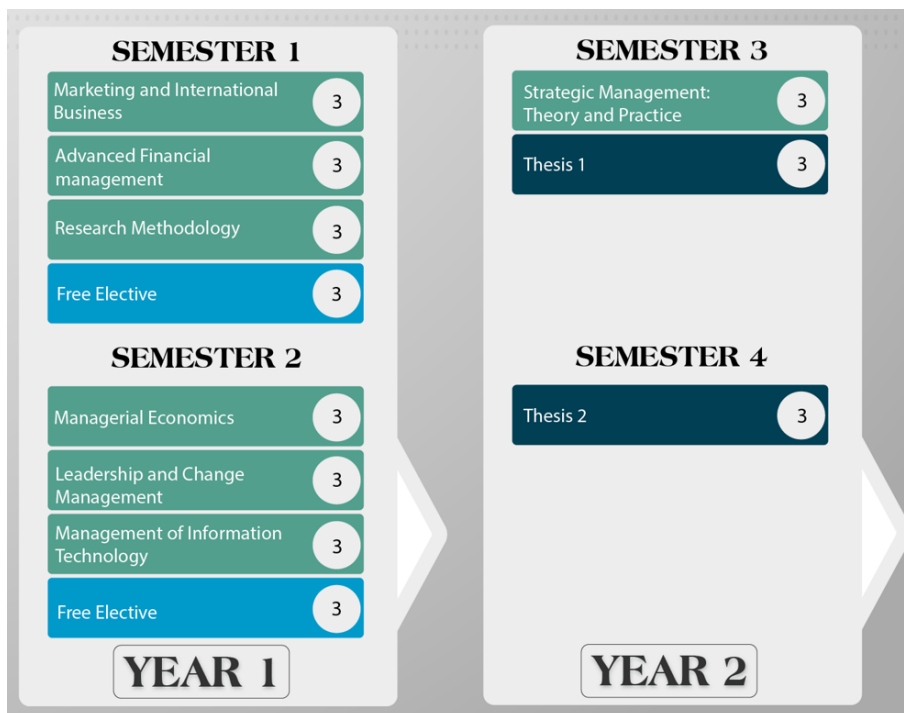 SEMESTER 1
Marketing and International
Business
3
Advanced Financial
management
3
Research Methodology
3
Free Elective
3
SEMESTER 2
Managerial Economics
3
Leadership and Change
Management
3
Management of Information
Technology
3
Free Elective
3
YEAR 1
SEMESTER 3
Strategic Management:
Theory and Practice
3
Thesis 1
3
SEMESTER 4
Thesis 2
3
YEAR 2